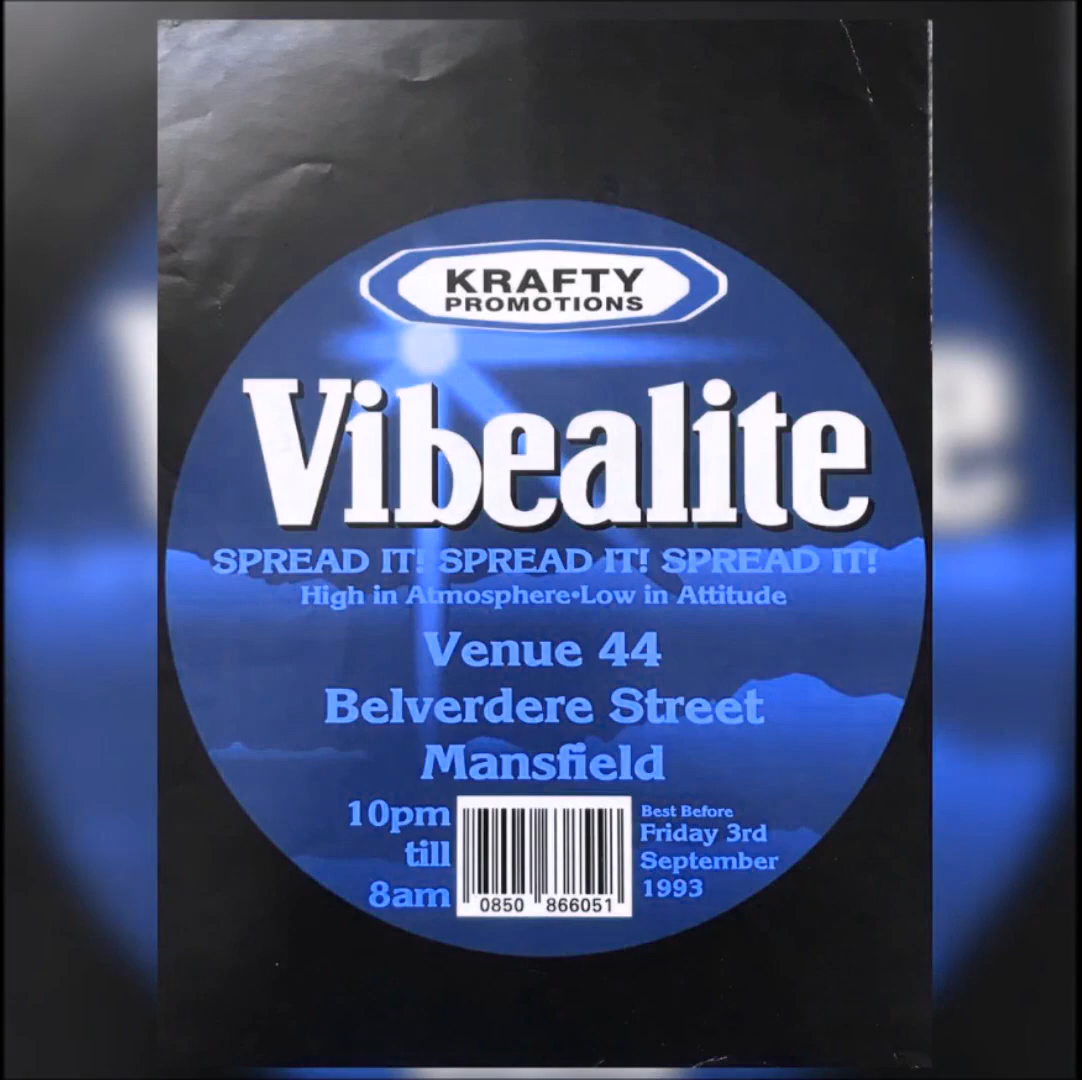 KRAFTY
PROMOTIONS
Vibealite
SPREAD IT! SPREAD IT! SPREAD IT!
High in Atmosphere•Low in Attitude
Venue 44
Belverdere Street
Mansfield
10pm
till
8am
0850 866051
Best Before
Friday 3rd
September
1993